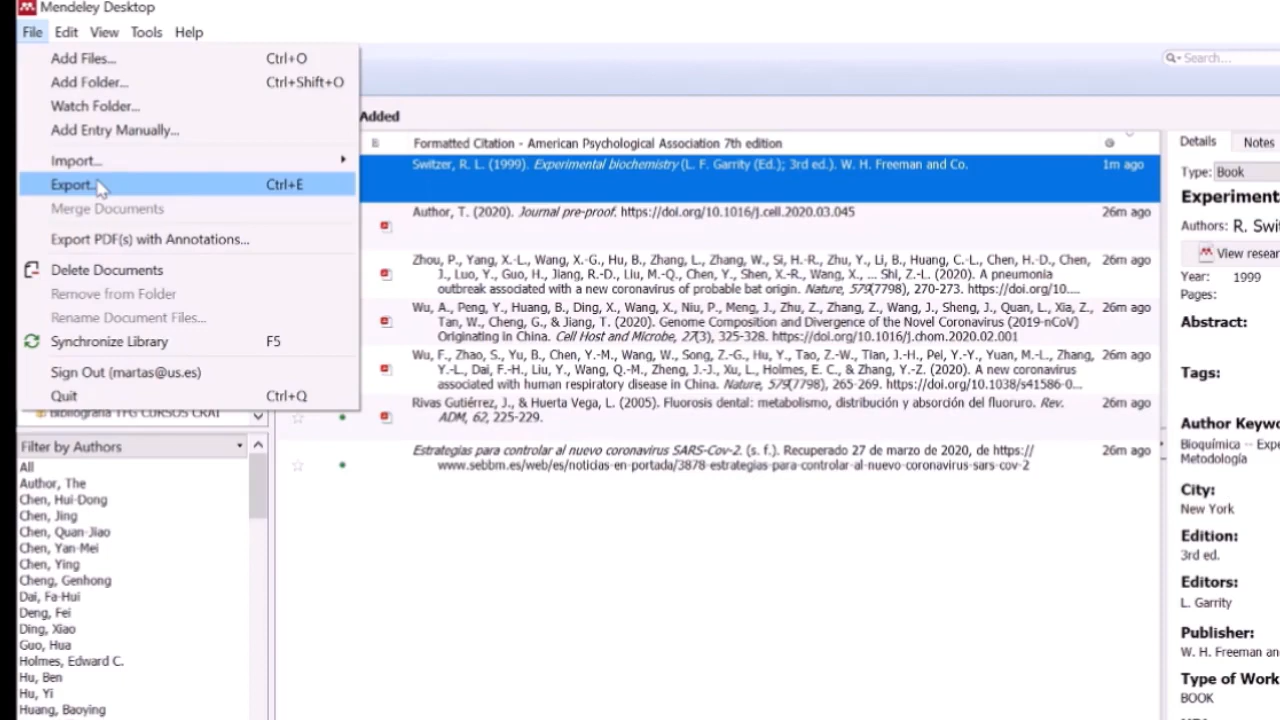 Mendeley Desktop
File Edit View Tools Help
Add Files... Ctrl+O
Add Folder... Ctrl+Shift+O
Watch Folder...
Add Entry Manually...
Import...
Export... Ctrl+E
Merge Documents
Export PDF(s) with Annotations...
Delete Documents
Remove from Folder
Rename Document Files...
Synchronize Library F5
Sign Out (martas@us.es)
Quit Ctrl+Q
Bibliografía TFG CURSOS CRAI
Filter by Authors
All
Author, The
Chen, Hui-Dong
Chen, Jing
Chen, Quan-Jiao
Chen, Yan-Mei
Chen, Ying
Cheng, Genhong
Dai, Fa-Hui
Deng, Fei
Ding, Xiao
Guo, Hua
Holmes, Edward C.
Hu, Ben
Hu, Yi
Huang, Baoying
Search...
Added
Formatted Citation - American Psychological Association 7th edition
Switzer, R. L. (1999). Experimental biochemistry (L. F. Garrity (Ed.); 3rd ed.). W. H. Freeman and Co. 1m ago
Author, T. (2020). Journal pre-proof. https://doi.org/10.1016/j.cell.2020.03.045 26m ago
Zhou, P., Yang, X.-L., Wang, X.-G., Hu, B., Zhang, L., Zhang, W., Si, H.-R., Zhu, Y., Li, B., Huang, C.-L., Chen, H.-D., Chen, 26m ago
J., Luo, Y., Guo, H., Jiang, R.-D., Liu, M.-Q., Chen, Y., Shen, X.-R., Wang, X., ... Shi, Z.-L. (2020). A pneumonia
outbreak associated with a new coronavirus of probable bat origin. Nature, 579(7798), 270-273. https://doi.org/10....
Wu, A., Peng, Y., Huang, B., Ding, X., Wang, X., Niu, P., Meng, J., Zhu, Z., Zhang, Z., Wang, J., Sheng, J., Quan, L., Xia, Z., 26m ago
Tan, W., Cheng, G., & Jiang, T. (2020). Genome Composition and Divergence of the Novel Coronavirus (2019-nCoV)
Originating in China. Cell Host and Microbe, 27(3), 325-328. https://doi.org/10.1016/j.chom.2020.02.001
Wu, F., Zhao, S., Yu, B., Chen, Y.-M., Wang, W., Song, Z.-G., Hu, Y., Tao, Z.-W., Tian, J.-H., Pei, Y.-Y., Yuan, M.-L., Zhang, 26m ago
Y.-L., Dai, F.-H., Liu, Y., Wang, Q.-M., Zheng, J.-J., Xu, L., Holmes, E. C., & Zhang, Y.-Z. (2020). A new coronavirus
associated with human respiratory disease in China. Nature, 579(7798), 265-269. https://doi.org/10.1038/s41586-0...
Rivas Gutiérrez, J., & Huerta Vega, L. (2005). Fluorosis dental: metabolismo, distribución y absorción del fluoruro. Rev. 26m ago
ADM, 62, 225-229.
Estrategias para controlar al nuevo coronavirus SARS-Cov-2. (s. f.). Recuperado 27 de marzo de 2020, de https:// 26m ago
www.sebbm.es/web/es/noticias-en-portada/3878-estrategias-para-controlar-al-nuevo-coronavirus-sars-cov-2
Details Notes
Type: Book
Experiment
Authors: R. Swi
View resear
Year: 1999
Pages:
Abstract:
Tags:
Author Keywo
Bioquímica -- Expe
Metodología
City:
New York
Edition:
3rd ed.
Editors:
L. Garrity
Publisher:
W. H. Freeman an
Type of Work
BOOK